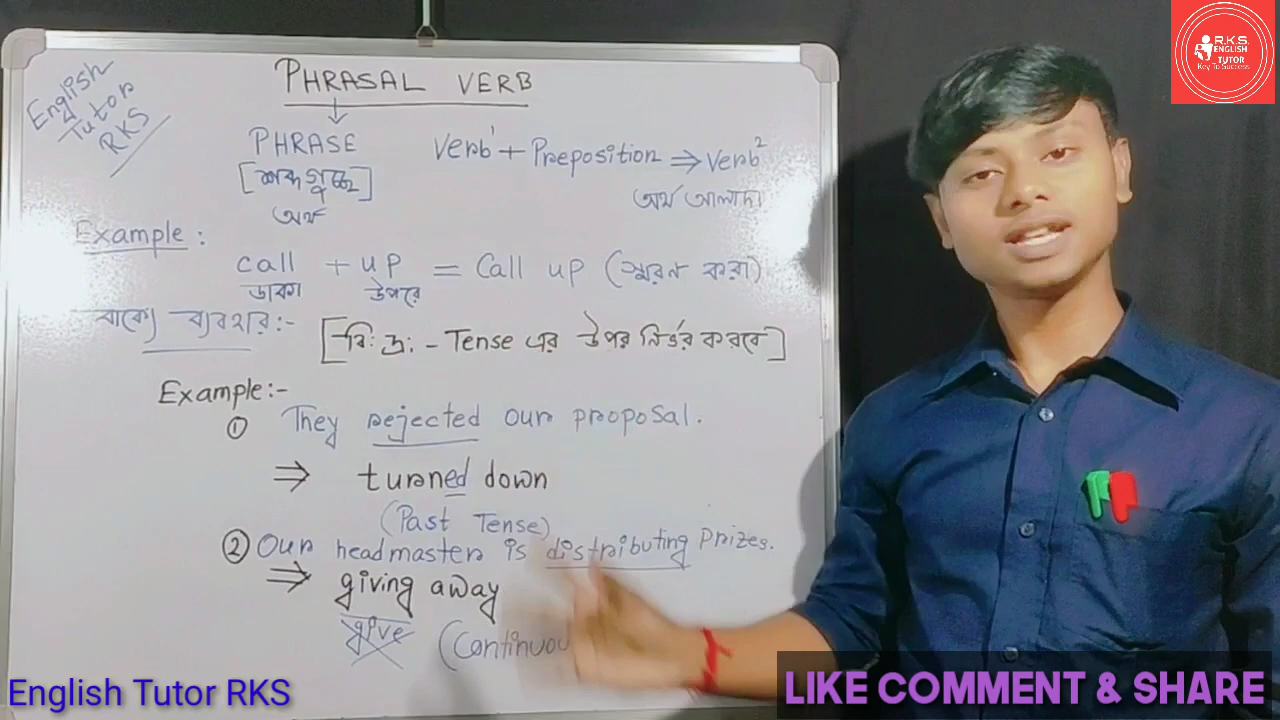 R.K.S.
ENGLISH
TUTOR
Key To Success
English
Tutor
RKS
PHRASAL VERB
PHRASE
[শব্দগুচ্ছ]
অর্থ
Verb¹ + Preposition ⇒ Verb²
অর্থ আলাদা
Example :
call + up = Call up (স্মরণ করা)
ডাকা উপরে
বাক্যে ব্যবহার:-
[বি: দ্র: - Tense এর উপর নির্ভর করবে]
Example:-
① They rejected our proposal.
⇒ turned down
(Past Tense)
② Our headmaster is distributing prizes.
⇒ giving away
give (Continuou
English Tutor RKS
LIKE COMMENT & SHARE